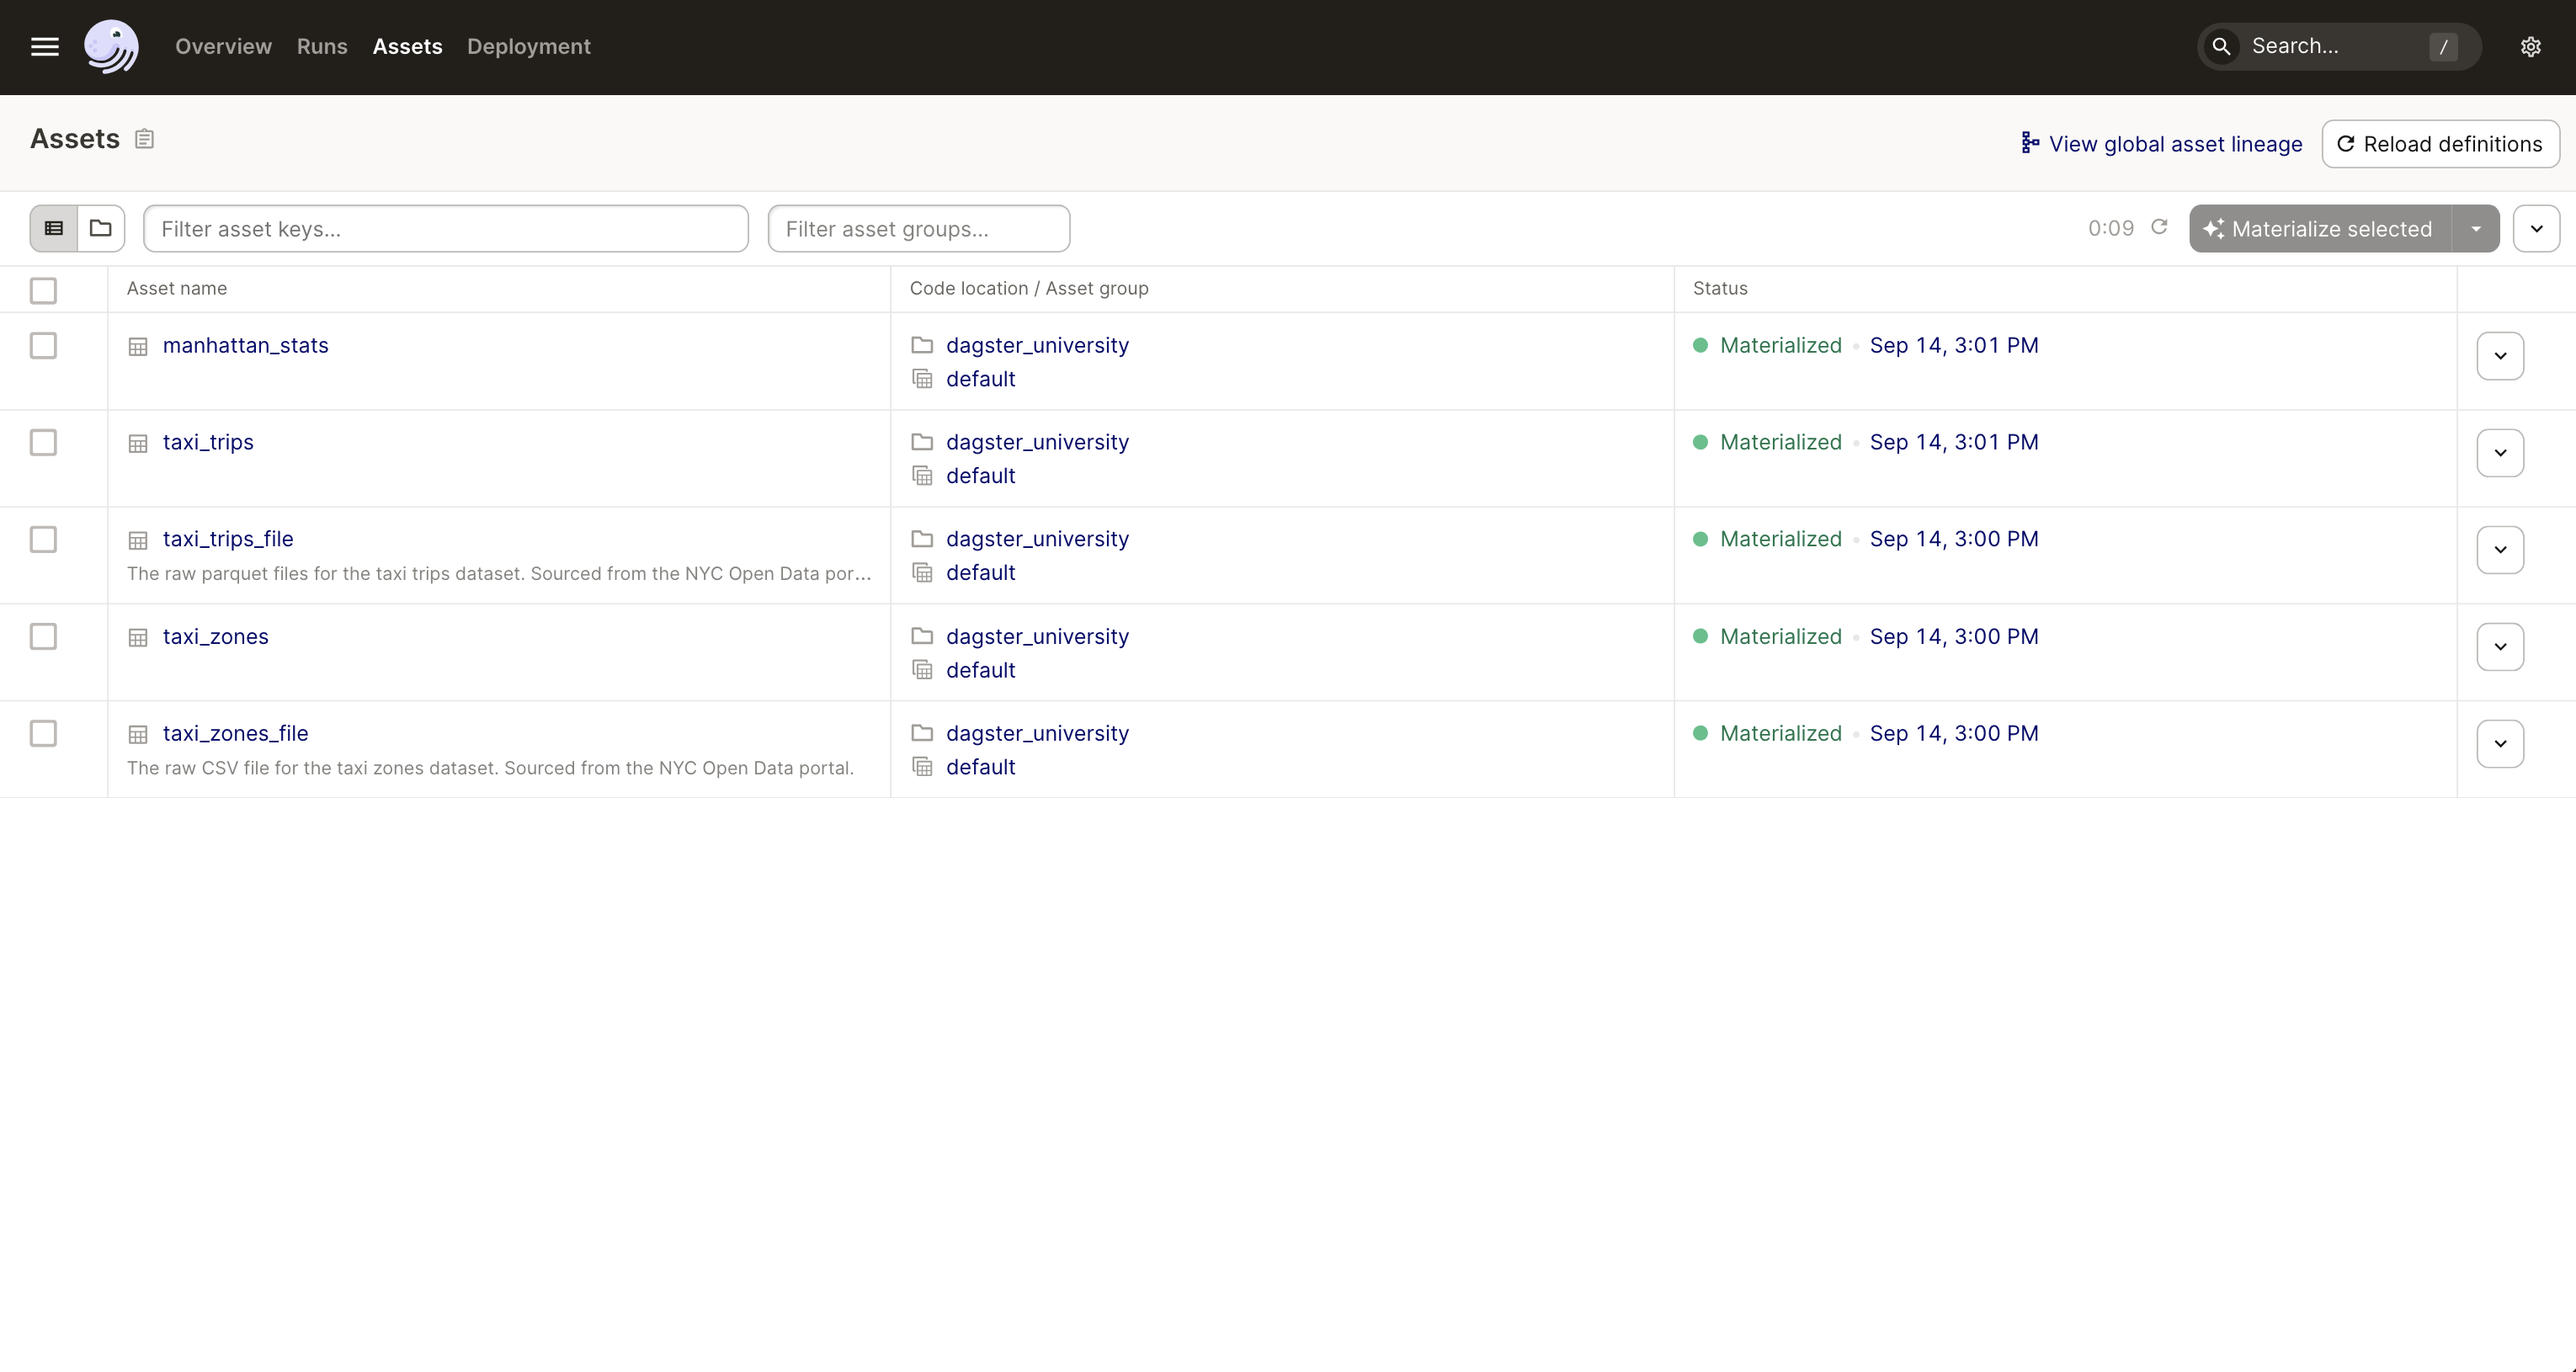 Overview Runs Assets Deployment Search... /
Assets View global asset lineage Reload definitions
Filter asset keys... Filter asset groups... 0:09 Materialize selected
Asset name Code location / Asset group Status
manhattan_stats dagster_university Materialized Sep 14, 3:01 PM
default
taxi_trips dagster_university Materialized Sep 14, 3:01 PM
default
taxi_trips_file dagster_university Materialized Sep 14, 3:00 PM
The raw parquet files for the taxi trips dataset. Sourced from the NYC Open Data por... default
taxi_zones dagster_university Materialized Sep 14, 3:00 PM
default
taxi_zones_file dagster_university Materialized Sep 14, 3:00 PM
The raw CSV file for the taxi zones dataset. Sourced from the NYC Open Data portal. default